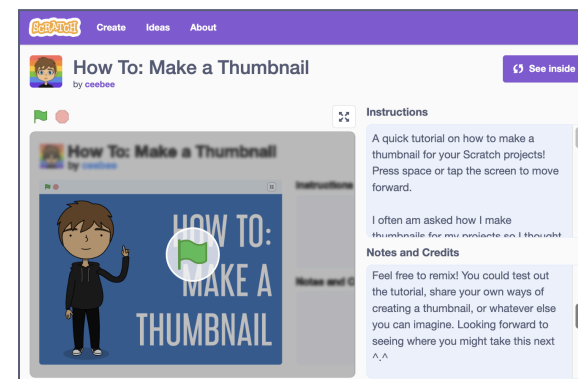 SCRATCH Create Ideas About
How To: Make a Thumbnail
by ceebee
See inside
Instructions
A quick tutorial on how to make a
thumbnail for your Scratch projects!
Press space or tap the screen to move
forward.
I often am asked how I make
thumbnails for my projects so I thought
Notes and Credits
Feel free to remix! You could test out
the tutorial, share your own ways of
creating a thumbnail, or whatever else
you can imagine. Looking forward to
seeing where you might take this next
^.^
How To: Make a Thumbnail
by ceebee
Instructions
Notes and C
HOW TO:
MAKE A
THUMBNAIL